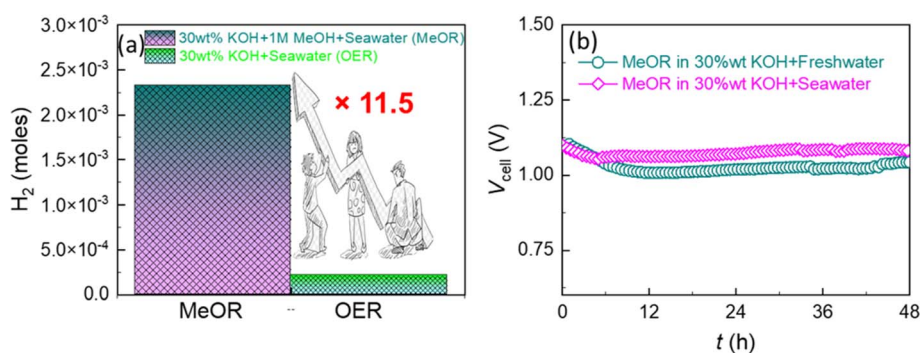 (a)
30wt% KOH+1M MeOH+Seawater (MeOR)
30wt% KOH+Seawater (OER)
× 11.5
H2 (moles)
3.0×10-3
2.5×10-3
2.0×10-3
1.5×10-3
1.0×10-3
5.0×10-4
0.0
MeOR -- OER
(b)
MeOR in 30%wt KOH+Freshwater
MeOR in 30%wt KOH+Seawater
Vcell (V)
1.50
1.25
1.00
0.75
0 12 24 36 48
t (h)